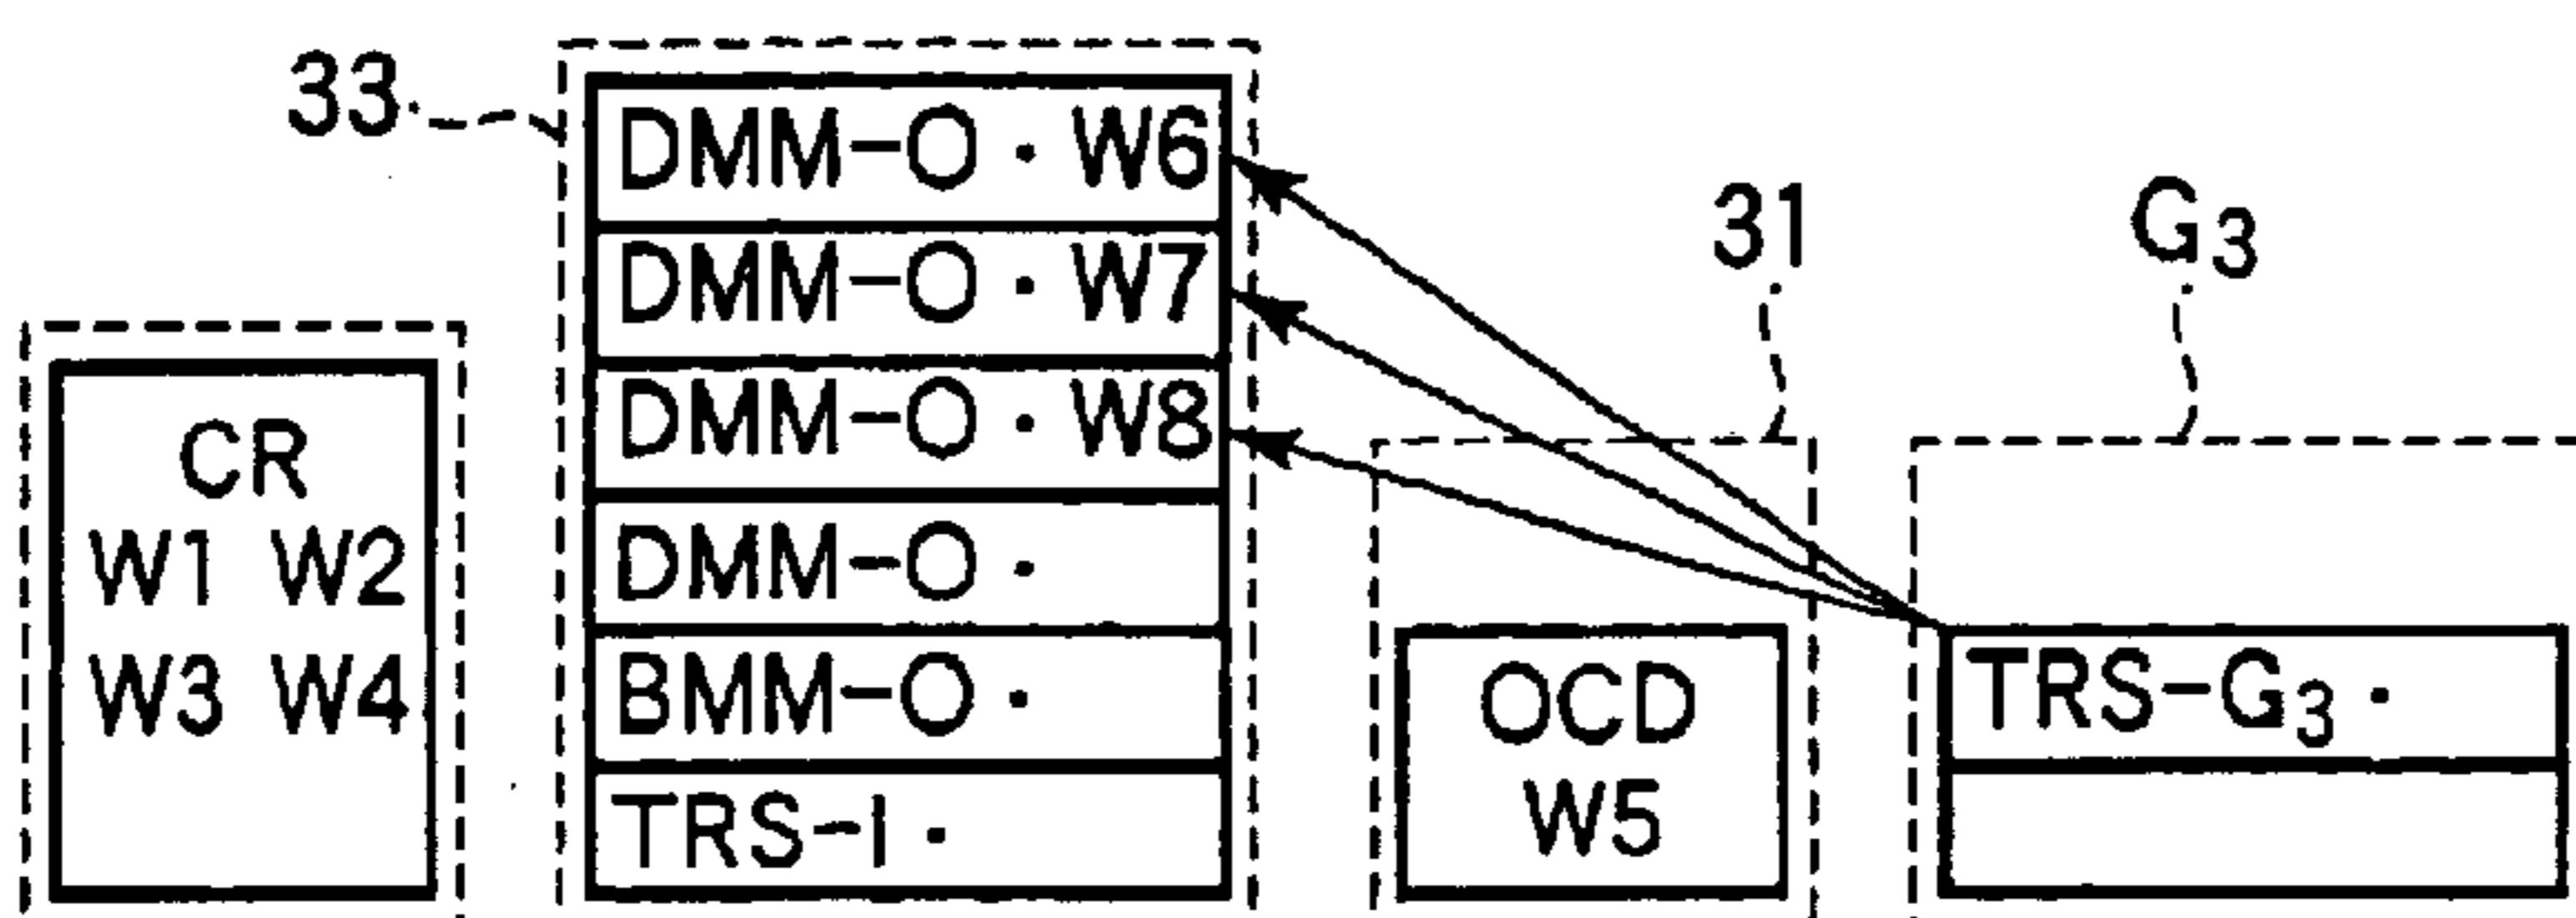 33
DMM-O · W6
DMM-O · W7
DMM-O · W8
DMM-O ·
BMM-O ·
TRS-I ·
CR
W1 W2
W3 W4
31
OCD
W5
G3
TRS-G3 ·